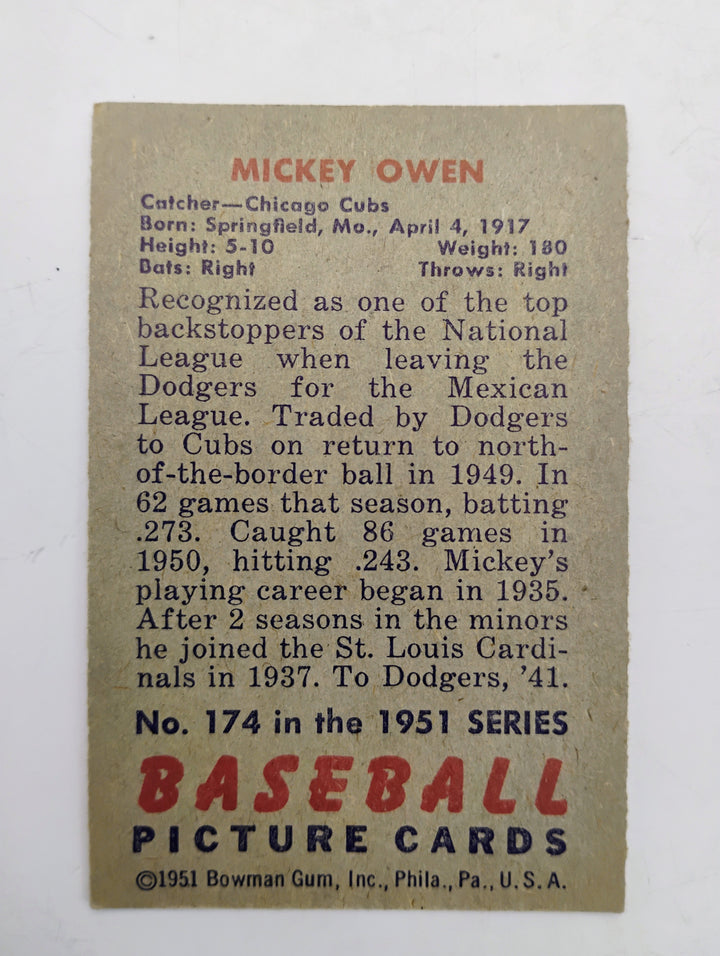 MICKEY OWEN
Catcher—Chicago Cubs
Born: Springfield, Mo., April 4, 1917
Height: 5-10 Weight: 180
Bats: Right Throws: Right
Recognized as one of the top
backstoppers of the National
League when leaving the
Dodgers for the Mexican
League. Traded by Dodgers
to Cubs on return to north-
of-the-border ball in 1949. In
62 games that season, batting
.273. Caught 86 games in
1950, hitting .243. Mickey's
playing career began in 1935.
After 2 seasons in the minors
he joined the St. Louis Cardi-
nals in 1937. To Dodgers, '41.
No. 174 in the 1951 SERIES
BASEBALL
PICTURE CARDS
©1951 Bowman Gum, Inc., Phila., Pa., U. S. A.